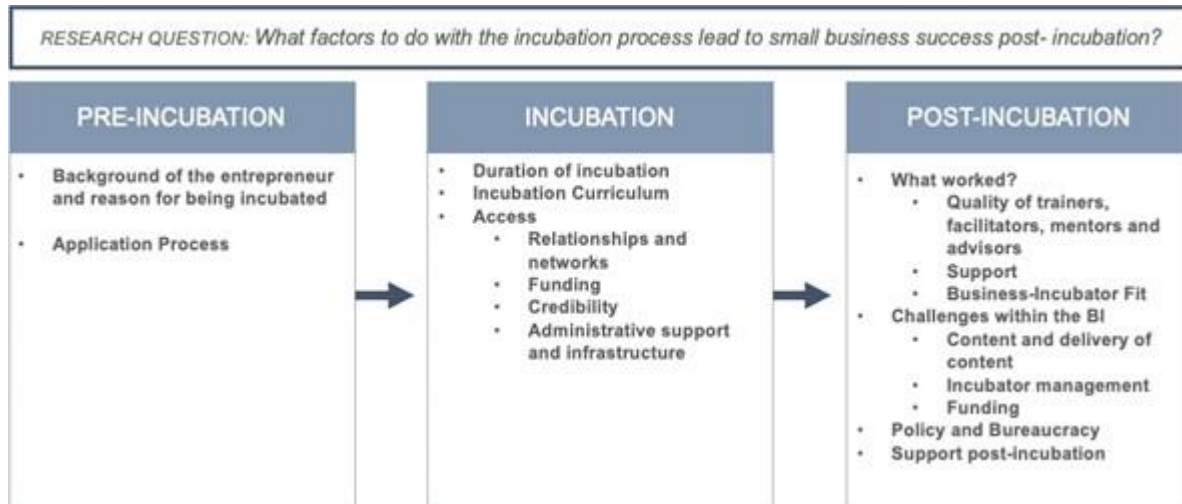 RESEARCH QUESTION: What factors to do with the incubation process lead to small business success post- incubation?
PRE-INCUBATION
• Background of the entrepreneur
and reason for being incubated
• Application Process
INCUBATION
• Duration of incubation
• Incubation Curriculum
• Access
• Relationships and
networks
• Funding
• Credibility
• Administrative support
and infrastructure
POST-INCUBATION
• What worked?
• Quality of trainers,
facilitators, mentors and
advisors
• Support
• Business-Incubator Fit
• Challenges within the BI
• Content and delivery of
content
• Incubator management
• Funding
• Policy and Bureaucracy
• Support post-incubation